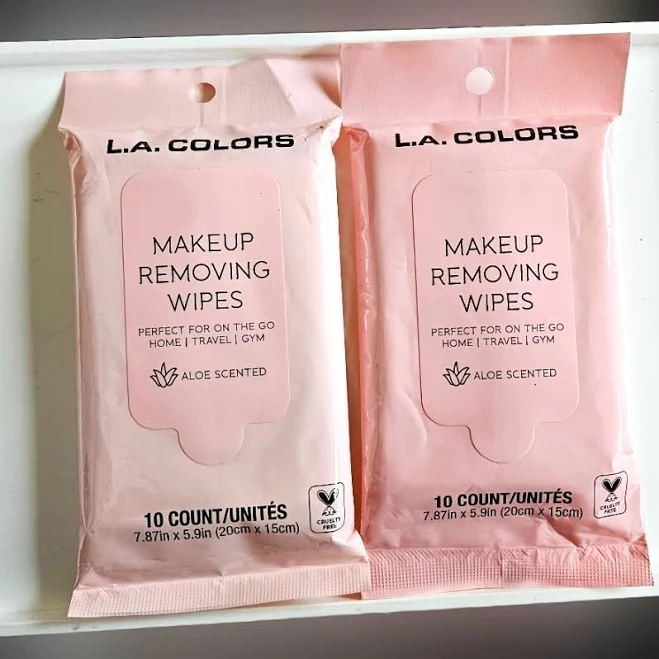 L.A. COLORS
MAKEUP
REMOVING
WIPES
PERFECT FOR ON THE GO
HOME | TRAVEL | GYM
ALOE SCENTED
10 COUNT/UNITÉS
7.87in x 5.9in (20cm x 15cm)
CRUELTY
FREE
L.A. COLORS
MAKEUP
REMOVING
WIPES
PERFECT FOR ON THE GO
HOME | TRAVEL | GYM
ALOE SCENTED
10 COUNT/UNITÉS
7.87in x 5.9in (20cm x 15cm)
CRUELTY